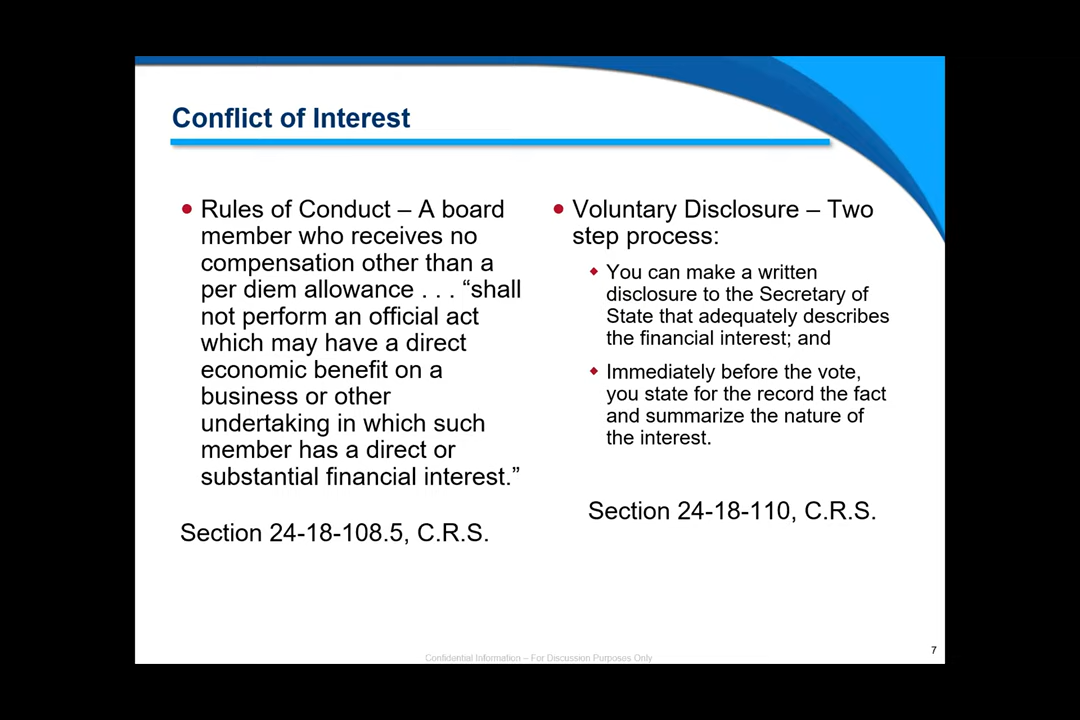 Conflict of Interest
• Rules of Conduct – A board
member who receives no
compensation other than a
per diem allowance . . . “shall
not perform an official act
which may have a direct
economic benefit on a
business or other
undertaking in which such
member has a direct or
substantial financial interest.”
Section 24-18-108.5, C.R.S.
• Voluntary Disclosure – Two
step process:
◆ You can make a written
disclosure to the Secretary of
State that adequately describes
the financial interest; and
◆ Immediately before the vote,
you state for the record the fact
and summarize the nature of
the interest.
Section 24-18-110, C.R.S.
Confidential Information – For Discussion Purposes Only
7